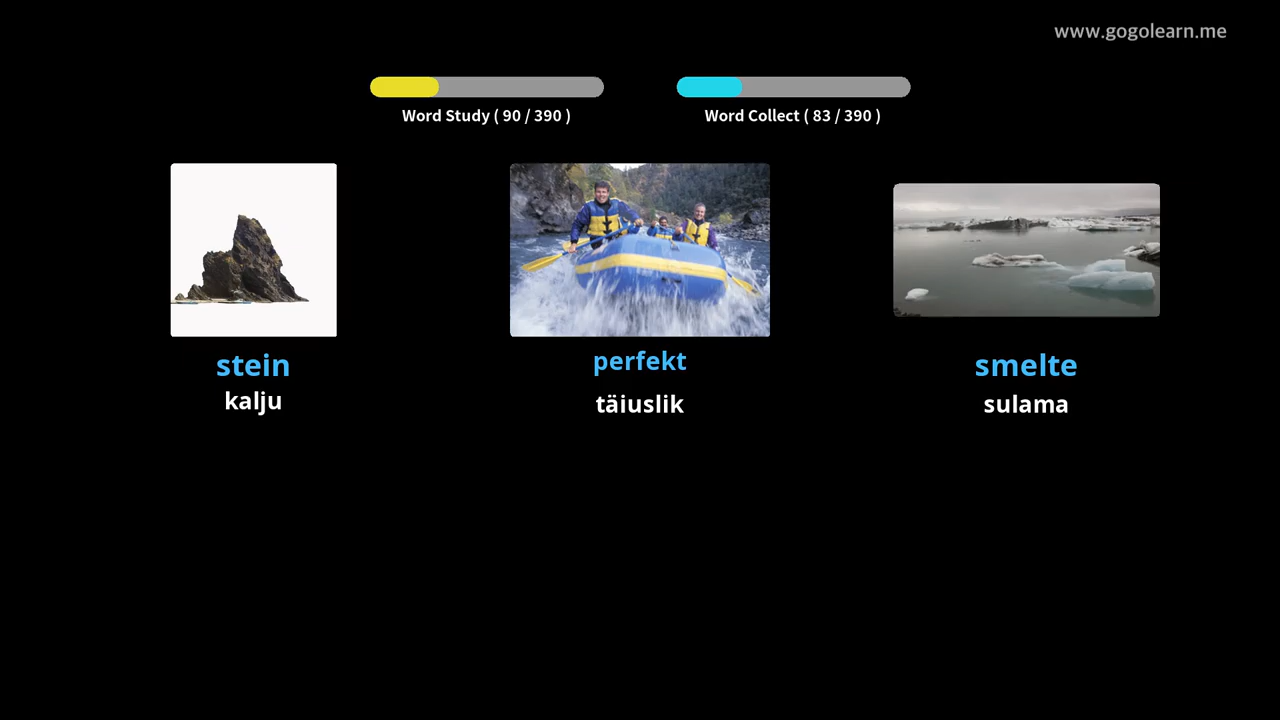 www.gogolearn.me
Word Study ( 90 / 390 )
Word Collect ( 83 / 390 )
stein
kalju
perfekt
täiuslik
smelte
sulama